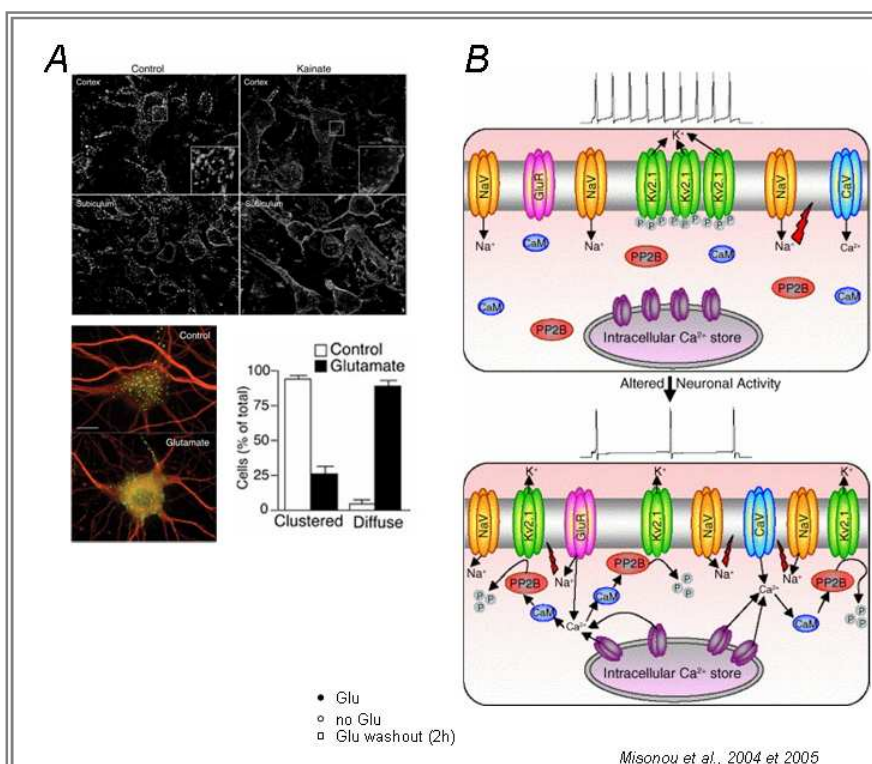 A
B
Control
Kainate
Cortex
Cortex
Subiculum
Subiculum
Control
Glutamate
Control
Glutamate
100
75
50
25
0
Cells (% of total)
Clustered
Diffuse
K⁺
NaV
GluR
NaV
Kv2.1
Kv2.1
Kv2.1
NaV
CaV
P P P P P P
Na⁺
CaM
Na⁺
PP2B
CaM
Na⁺
Ca²⁺
CaM
PP2B
PP2B
CaM
Intracellular Ca²⁺ store
Altered Neuronal Activity
K⁺
K⁺
K⁺
NaV
Kv2.1
GluR
Kv2.1
NaV
CaV
NaV
Kv2.1
Na⁺
PP2B
Na⁺
PP2B
Na⁺
Na⁺
PP2B
P P P
P P P
P P P
CaM
CaM
Ca²⁺
Ca²⁺
CaM
Intracellular Ca²⁺ store
Glu
no Glu
Glu washout (2h)
Misonou et al., 2004 et 2005